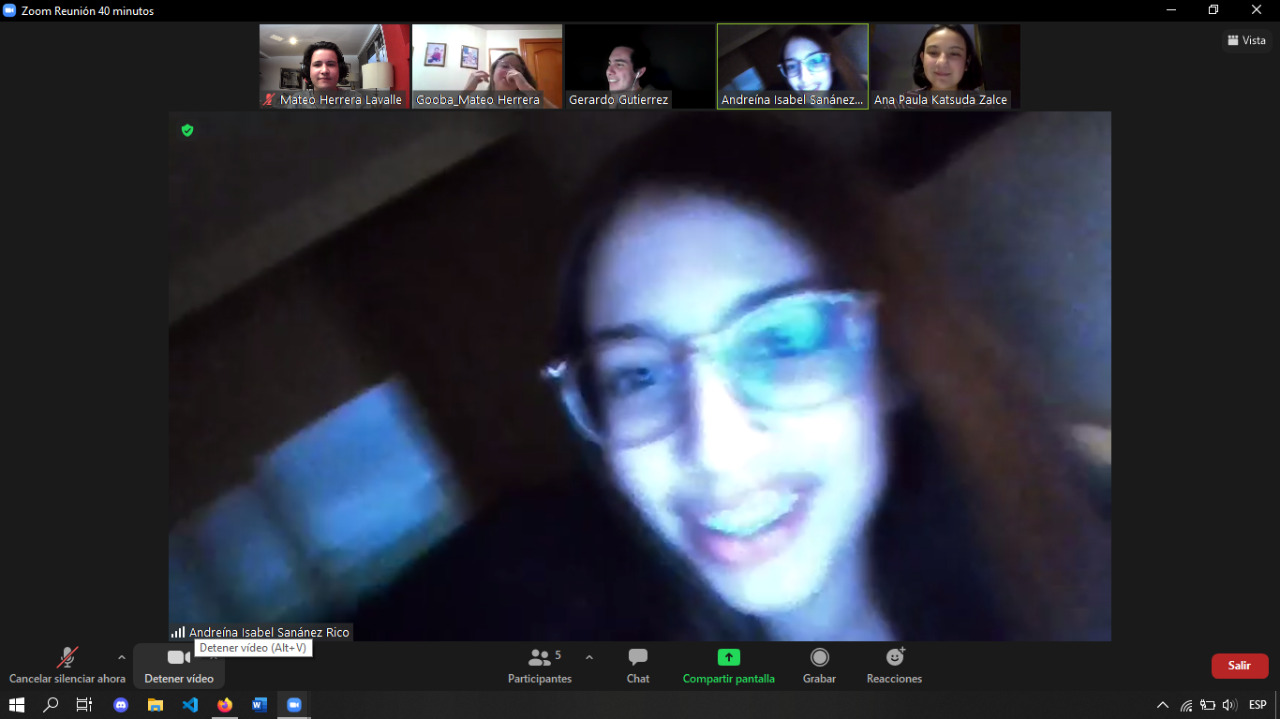 Zoom Reunión 40 minutos
Vista
Mateo Herrera Lavalle
Gooba_Mateo Herrera
Gerardo Gutierrez
Andreína Isabel Sanánez...
Ana Paula Katsuda Zalce
Andreína Isabel Sanánez Rico
Detener vídeo (Alt+V)
5
Cancelar silenciar ahora
Detener vídeo
Participantes
Chat
Compartir pantalla
Grabar
Reacciones
Salir
ESP